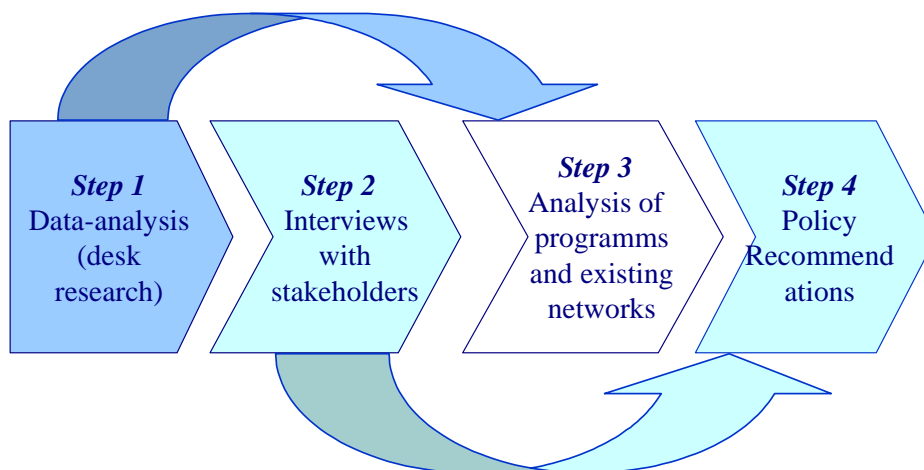 Step 1
Data-analysis
(desk
research)
Step 2
Interviews
with
stakeholders
Step 3
Analysis of
programms
and existing
networks
Step 4
Policy
Recommend
ations